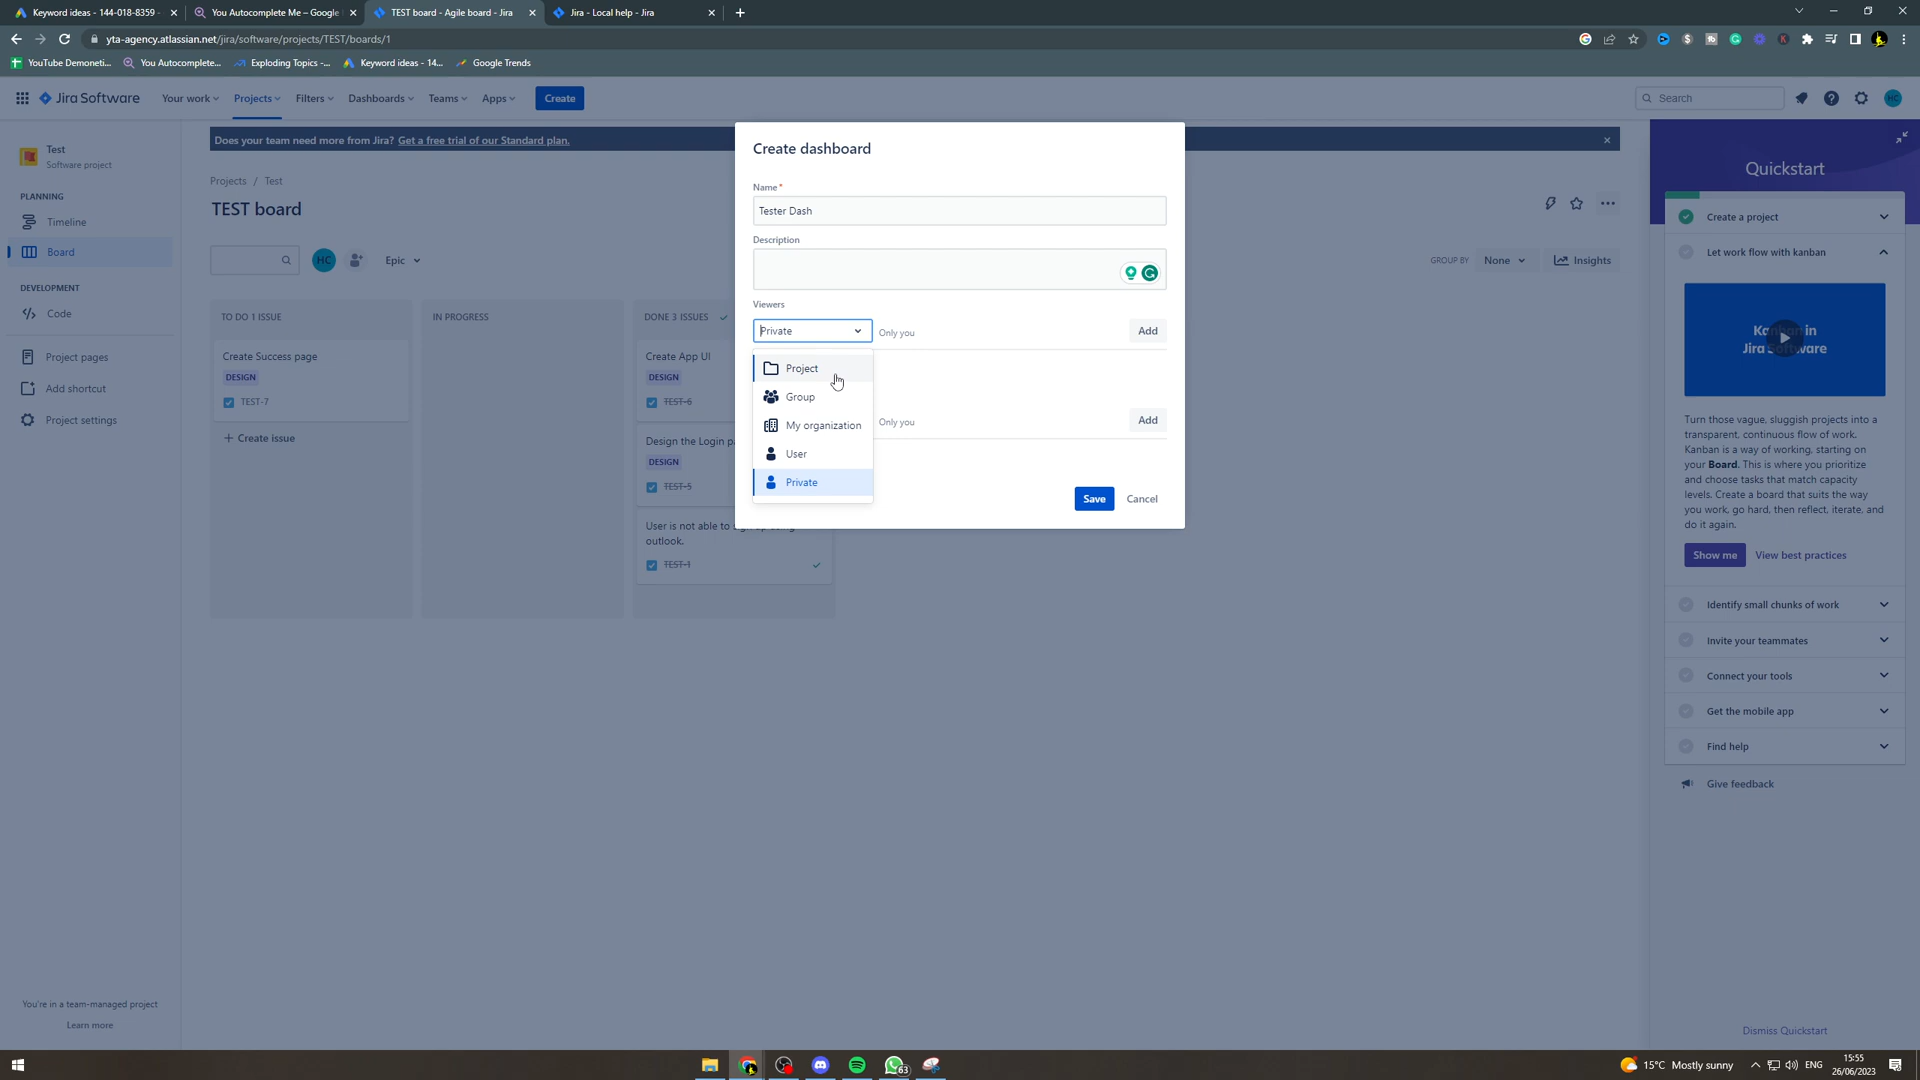 Keyword ideas - 144-018-8359 -
You Autocomplete Me – Google
TEST board - Agile board - Jira
Jira - Local help - Jira
yta-agency.atlassian.net/jira/software/projects/TEST/boards/1
YouTube Demoneti...
You Autocomplete...
Exploding Topics -...
Keyword ideas - 14...
Google Trends
Jira Software
Your work
Projects
Filters
Dashboards
Teams
Apps
Create
Search
HC
Does your team need more from Jira? Get a free trial of our Standard plan.
Test
Software project
PLANNING
Timeline
Board
DEVELOPMENT
Code
Project pages
Add shortcut
Project settings
You're in a team-managed project
Learn more
Projects / Test
TEST board
HC
Epic
GROUP BY
None
Insights
TO DO 1 ISSUE
Create Success page
DESIGN
TEST-7
+ Create issue
IN PROGRESS
DONE 3 ISSUES
Create App UI
DESIGN
TEST-6
Design the Login
DESIGN
TEST-5
User is not able to
outlook.
TEST-1
Create dashboard
Name*
Tester Dash
Description
Viewers
Private
Only you
Add
Project
Group
My organization
User
Private
Only you
Add
Save
Cancel
Quickstart
Create a project
Let work flow with kanban
Kanban in
Jira Software
Turn those vague, sluggish projects into a
transparent, continuous flow of work.
Kanban is a way of working, starting on
your Board. This is where you prioritize
and choose tasks that match capacity
levels. Create a board that suits the way
you work, go hard, then reflect, iterate, and
do it again.
Show me
View best practices
Identify small chunks of work
Invite your teammates
Connect your tools
Get the mobile app
Find help
Give feedback
Dismiss Quickstart
63
15°C Mostly sunny
ENG
15:55
26/06/2023